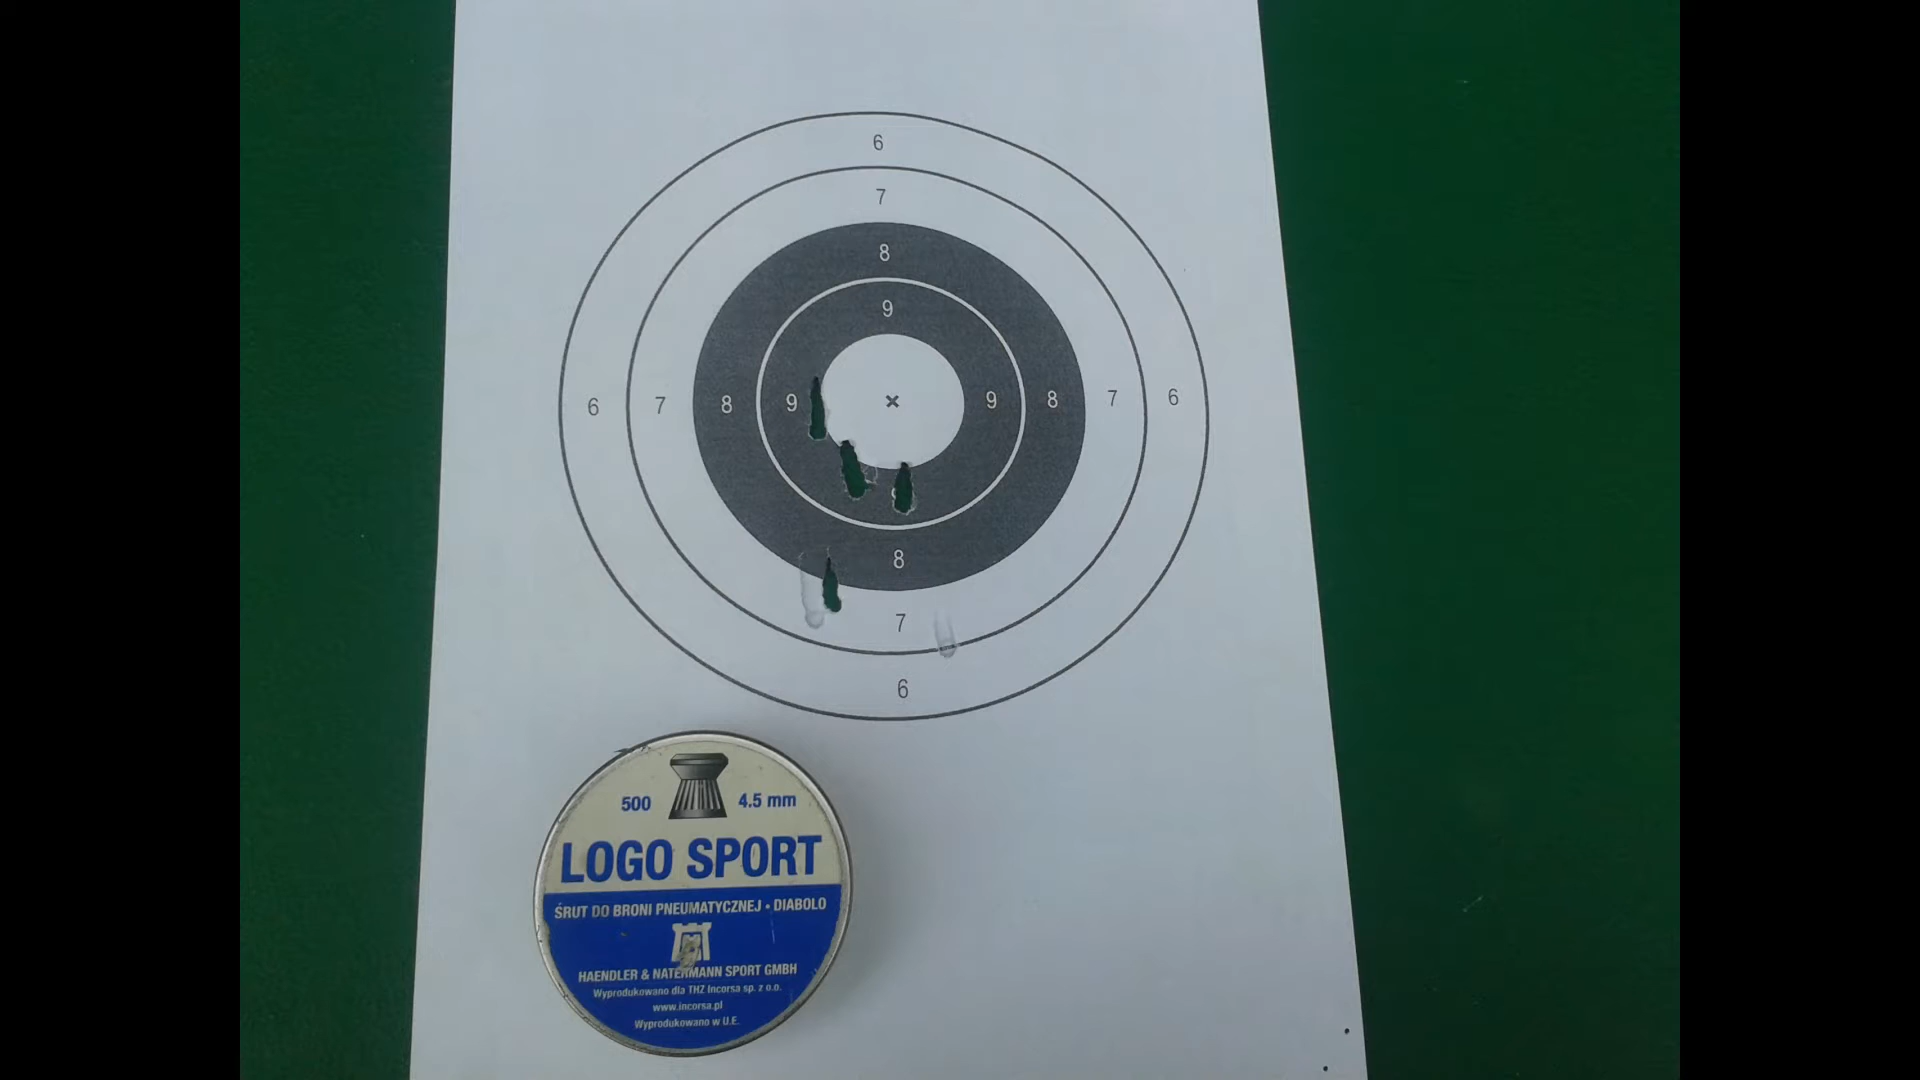 6
7
8
9
6 7 8 9 × 9 8 7 6
9
8
7
6
500 4.5 mm
LOGO SPORT
ŚRUT DO BRONI PNEUMATYCZNEJ • DIABOLO
HAENDLER & NATERMANN SPORT GMBH
Wyprodukowano dla THZ Incorsa sp. z o.o.
www.incorsa.pl
Wyprodukowano w U.E.